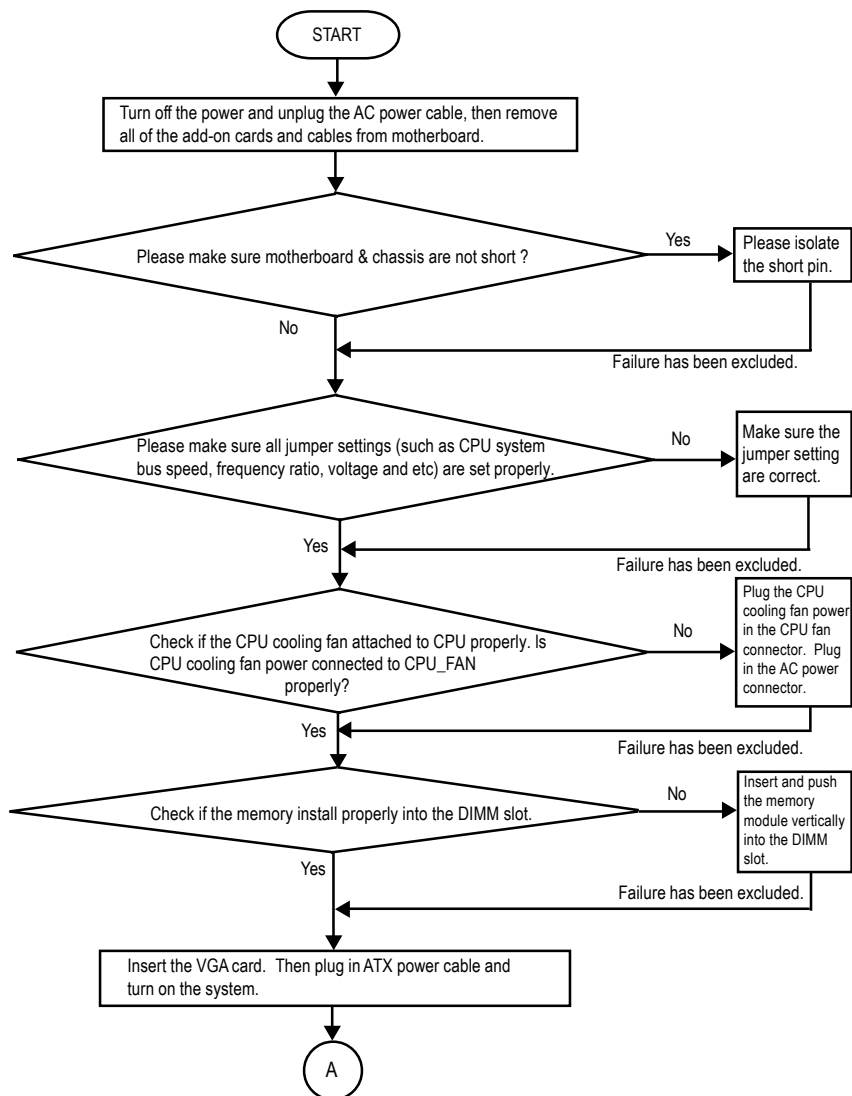 START
Turn off the power and unplug the AC power cable, then remove
all of the add-on cards and cables from motherboard.
Please make sure motherboard & chassis are not short ?
Yes
Please isolate
the short pin.
No
Failure has been excluded.
Please make sure all jumper settings (such as CPU system
bus speed, frequency ratio, voltage and etc) are set properly.
No
Make sure the
jumper setting
are correct.
Yes
Failure has been excluded.
Check if the CPU cooling fan attached to CPU properly. Is
CPU cooling fan power connected to CPU_FAN
properly?
No
Plug the CPU
cooling fan power
in the CPU fan
connector. Plug
in the AC power
connector.
Yes
Failure has been excluded.
Check if the memory install properly into the DIMM slot.
No
Insert and push
the memory
module vertically
into the DIMM
slot.
Yes
Failure has been excluded.
Insert the VGA card. Then plug in ATX power cable and
turn on the system.
A